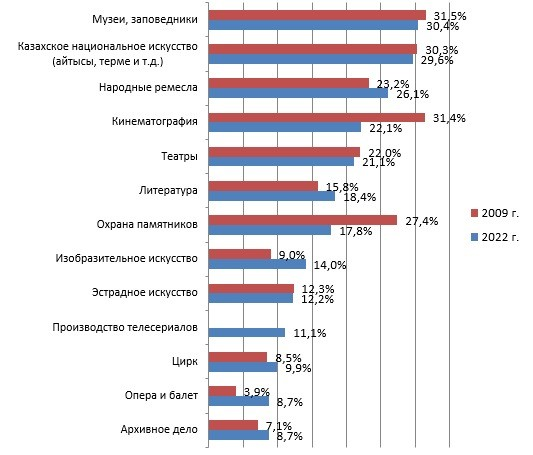 Музеи, заповедники
31,5%
30,4%
Казахское национальное искусство
(айтысы, терме и т.д.)
30,3%
29,6%
Народные ремесла
23,2%
26,1%
Кинематография
31,4%
22,1%
Театры
22,0%
21,1%
Литература
15,8%
18,4%
Охрана памятников
27,4%
17,8%
Изобразительное искусство
9,0%
14,0%
Эстрадное искусство
12,3%
12,2%
Производство телесериалов
11,1%
Цирк
8,5%
9,9%
Опера и балет
3,9%
8,7%
Архивное дело
7,1%
8,7%
2009 г.
2022 г.